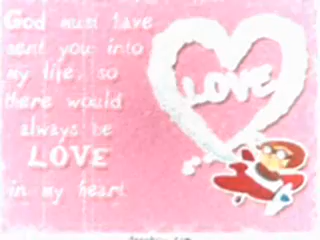 God must have
sent you into
my life, so
there would
always be
LOVE
in my heart
LOVE